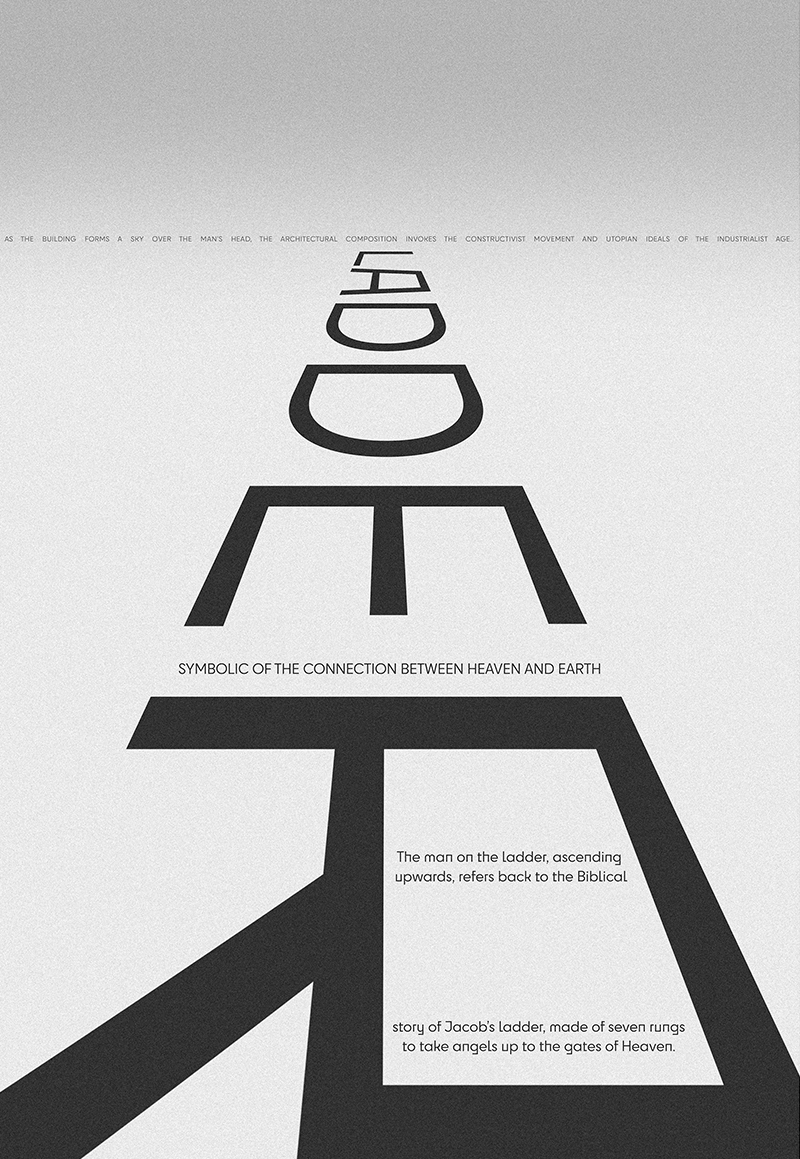 AS THE BUILDING FORMS A SKY OVER THE MAN'S HEAD, THE ARCHITECTURAL COMPOSITION INVOKES THE CONSTRUCTIVIST MOVEMENT AND UTOPIAN IDEALS OF THE INDUSTRIALIST AGE.
LADDER
SYMBOLIC OF THE CONNECTION BETWEEN HEAVEN AND EARTH
The man on the ladder, ascending
upwards, refers back to the Biblical
story of Jacob's ladder, made of seven rungs
to take angels up to the gates of Heaven.